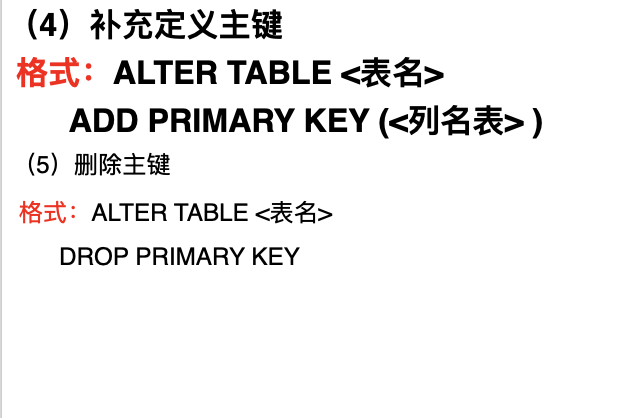 （4）补充定义主键
格式：ALTER TABLE <表名>
ADD PRIMARY KEY (<列名表> )
（5）删除主键
格式：ALTER TABLE <表名>
DROP PRIMARY KEY